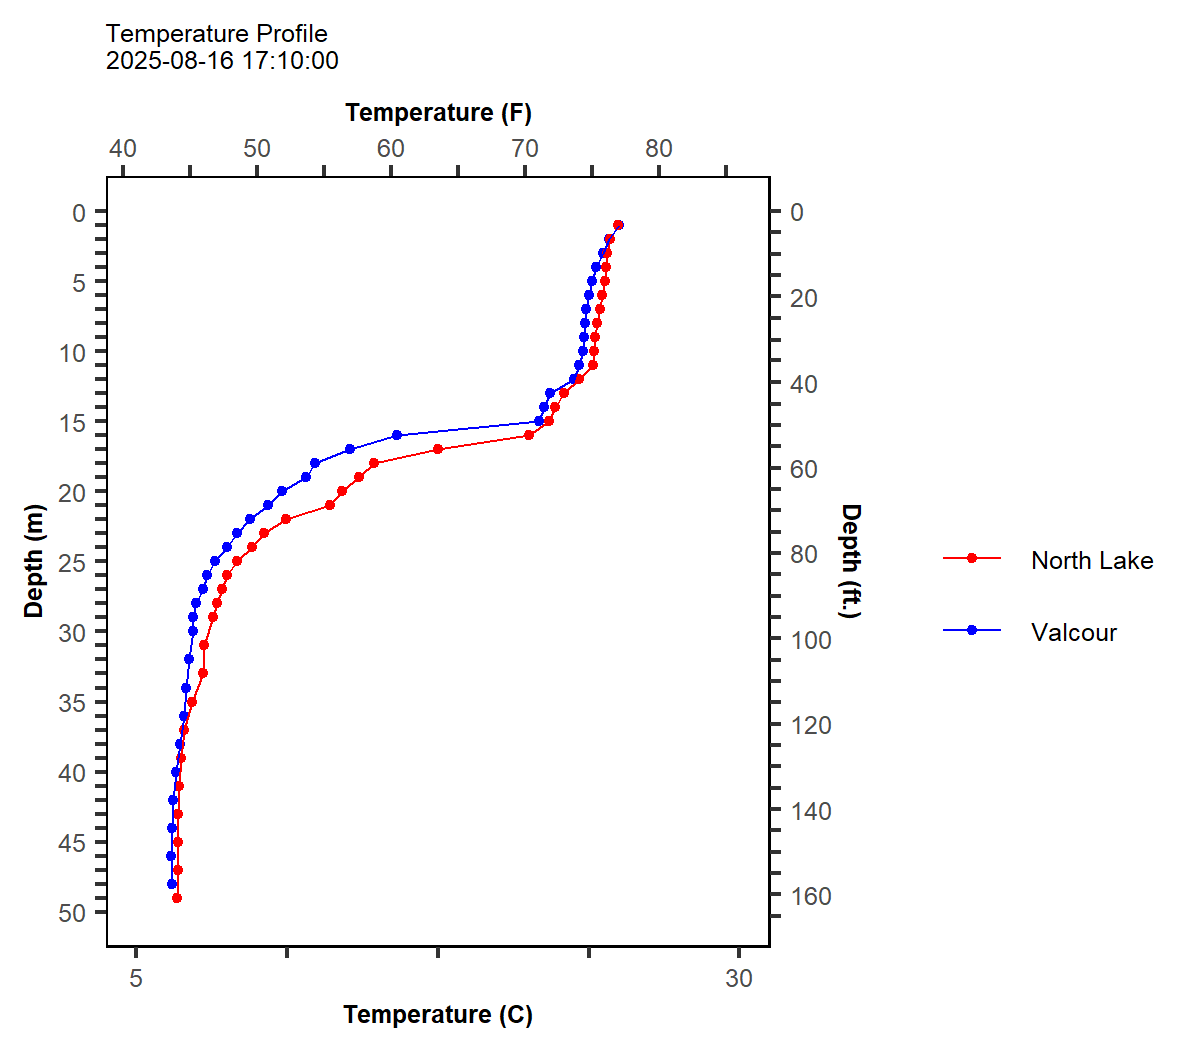 Temperature Profile
2025-08-16 17:10:00
Temperature (F)
40 50 60 70 80
0 0
5
20
10
40
15
60
20
Depth (m)
Depth (ft.)
80
25
North Lake
30
100
Valcour
35
120
40
140
45
160
50
5 30
Temperature (C)